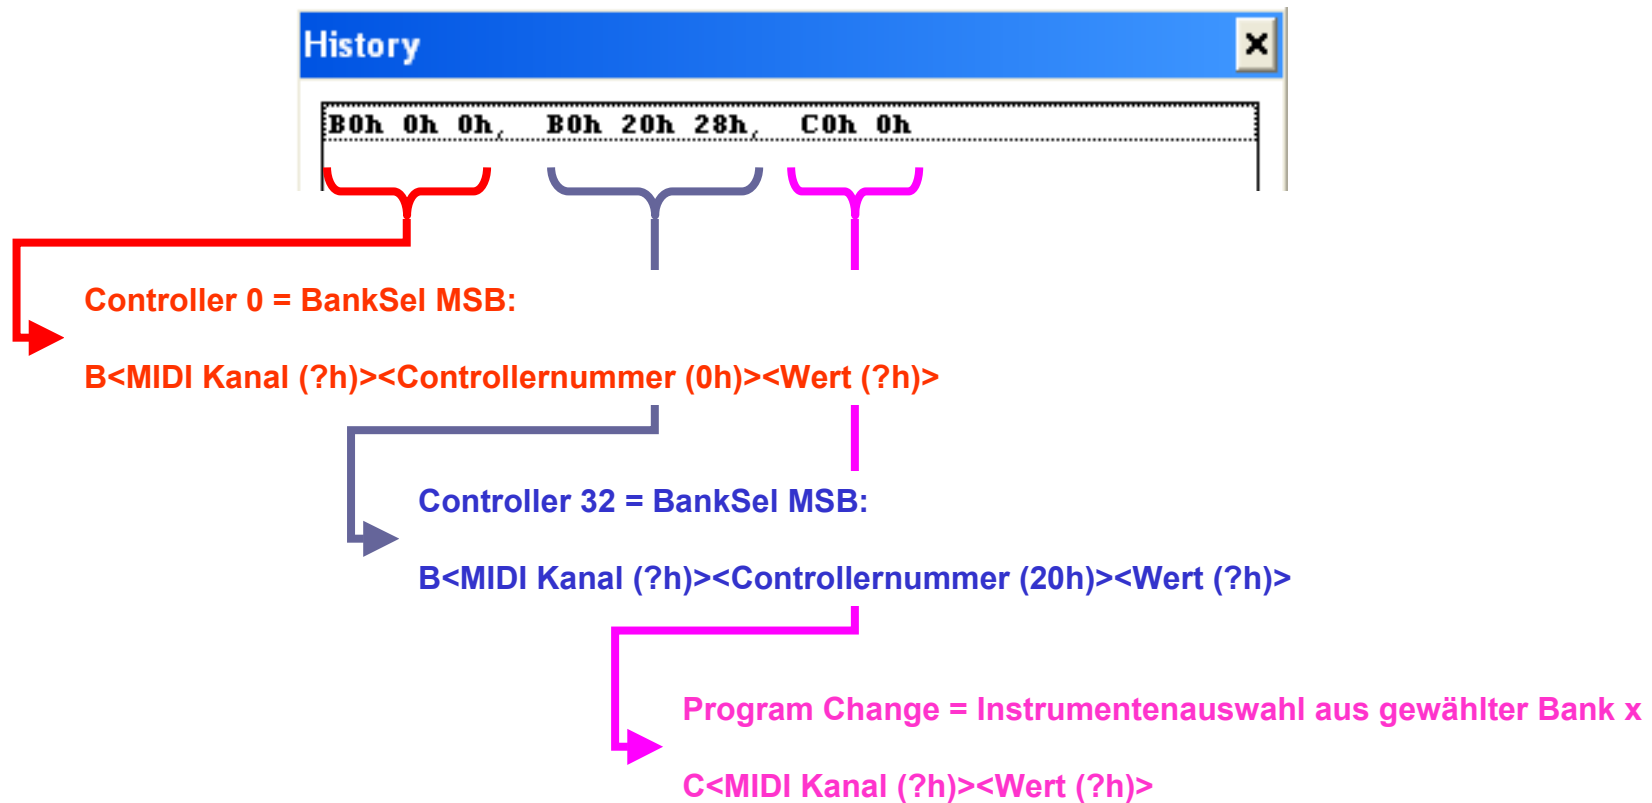 History
B0h 0h 0h, B0h 20h 28h, C0h 0h
Controller 0 = BankSel MSB:
B<MIDI Kanal (?h)><Controllernummer (0h)><Wert (?h)>
Controller 32 = BankSel MSB:
B<MIDI Kanal (?h)><Controllernummer (20h)><Wert (?h)>
Program Change = Instrumentenauswahl aus gewählter Bank x
C<MIDI Kanal (?h)><Wert (?h)>